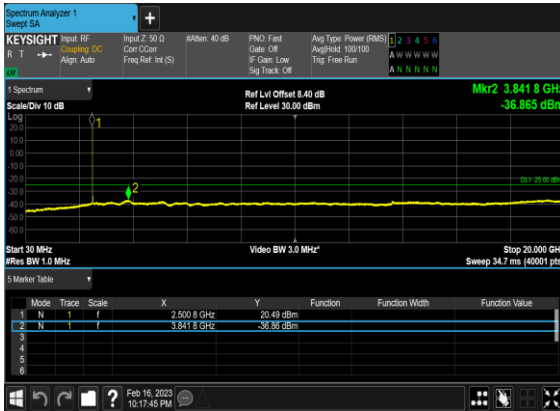 Spectrum Analyzer 1
Swept SA
KEYSIGHT Input: RF Input Z: 50 Ω #Atten: 40 dB PNO: Fast Avg Type: Power (RMS) 1 2 3 4 5 6
R T Coupling: DC Corr CCorr Gate: Off Avg|Hold: 100/100 A W W W W W
Align: Auto Freq Ref: Int (S) IF Gain: Low Trig: Free Run
Sig Track: Off A N N N N N
1 Spectrum
Scale/Div 10 dB
Ref Lvl Offset 8.40 dB
Ref Level 30.00 dBm
Mkr2 3.841 8 GHz
-36.865 dBm
Log
20.0
10.0
0.00
-10.0
-20.0
-30.0
-40.0
-50.0
-60.0
1
2
DL1 -25.00 dBm
Start 30 MHz
#Res BW 1.0 MHz
Video BW 3.0 MHz*
Stop 20.000 GHz
Sweep 34.7 ms (40001 pts)
5 Marker Table
Mode Trace Scale X Y Function Function Width Function Value
1 N 1 f 2.500 8 GHz 20.49 dBm
2 N 1 f 3.841 8 GHz -36.86 dBm
3
4
5
6
?
Feb 16, 2023
10:17:45 PM